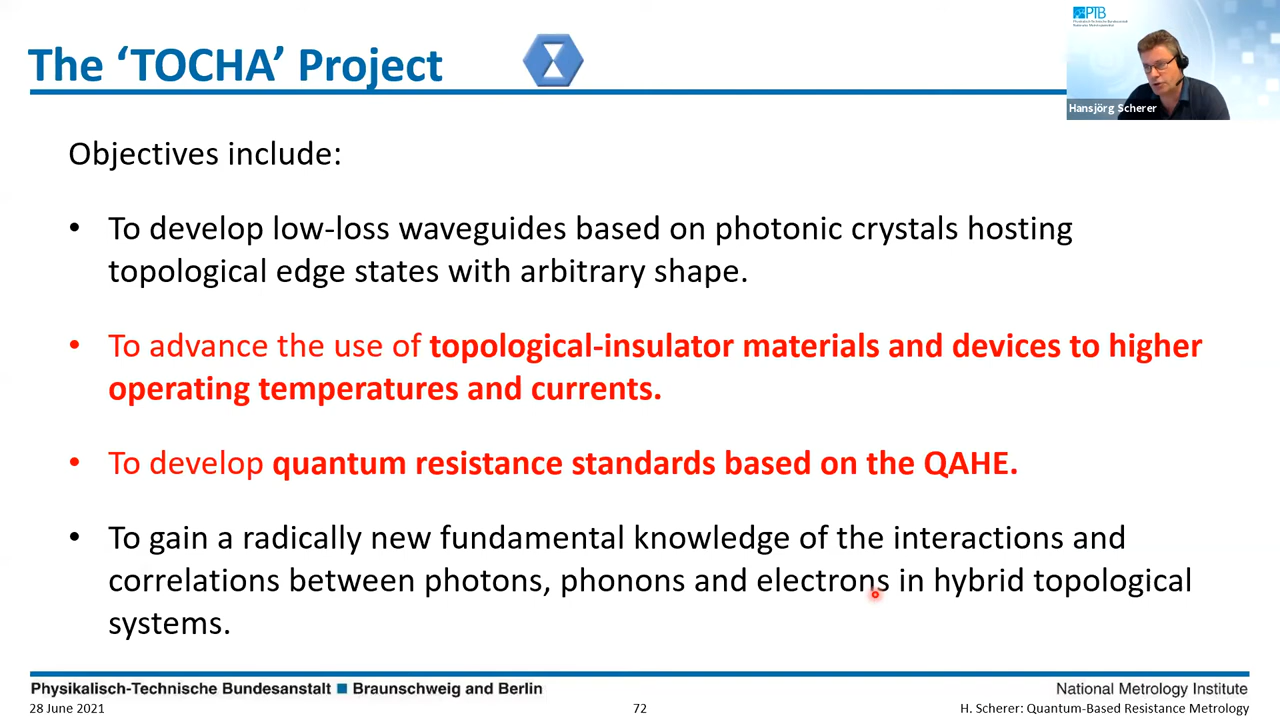 The ‘TOCHA’ Project
PTB
Hansjörg Scherer
Objectives include:
• To develop low-loss waveguides based on photonic crystals hosting
topological edge states with arbitrary shape.
• To advance the use of topological-insulator materials and devices to higher
operating temperatures and currents.
• To develop quantum resistance standards based on the QAHE.
• To gain a radically new fundamental knowledge of the interactions and
correlations between photons, phonons and electrons in hybrid topological
systems.
Physikalisch-Technische Bundesanstalt ■ Braunschweig and Berlin
National Metrology Institute
28 June 2021
72
H. Scherer: Quantum-Based Resistance Metrology